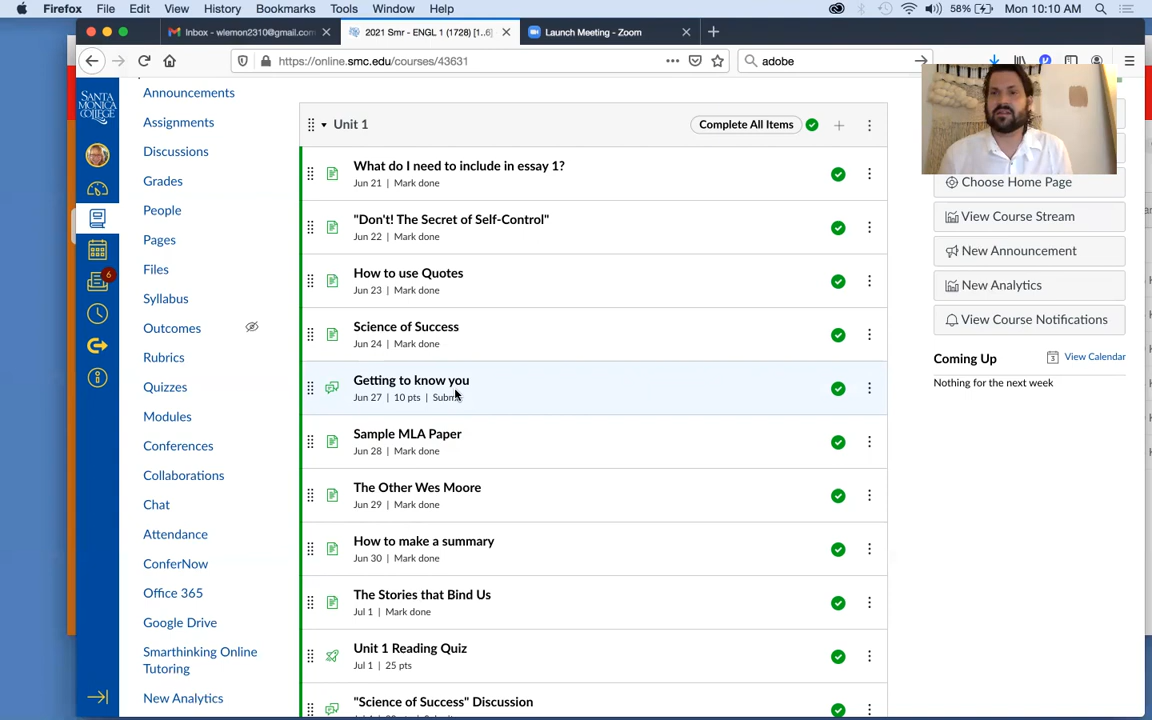 Firefox File Edit View History Bookmarks Tools Window Help 58% Mon 10:10 AM
Inbox - wlemon2310@gmail.com
2021 Smr - ENGL 1 (1728) [1..6]
Launch Meeting - Zoom
https://online.smc.edu/courses/43631
adobe
SANTA MONICA COLLEGE
6
Announcements
Assignments
Discussions
Grades
People
Pages
Files
Syllabus
Outcomes
Rubrics
Quizzes
Modules
Conferences
Collaborations
Chat
Attendance
ConferNow
Office 365
Google Drive
Smarthinking Online
Tutoring
New Analytics
Unit 1
Complete All Items
What do I need to include in essay 1?
Jun 21 | Mark done
"Don't! The Secret of Self-Control"
Jun 22 | Mark done
How to use Quotes
Jun 23 | Mark done
Science of Success
Jun 24 | Mark done
Getting to know you
Jun 27 | 10 pts |
Sample MLA Paper
Jun 28 | Mark done
The Other Wes Moore
Jun 29 | Mark done
How to make a summary
Jun 30 | Mark done
The Stories that Bind Us
Jul 1 | Mark done
Unit 1 Reading Quiz
Jul 1 | 25 pts
"Science of Success" Discussion
Choose Home Page
View Course Stream
New Announcement
New Analytics
View Course Notifications
Coming Up
3
View Calendar
Nothing for the next week